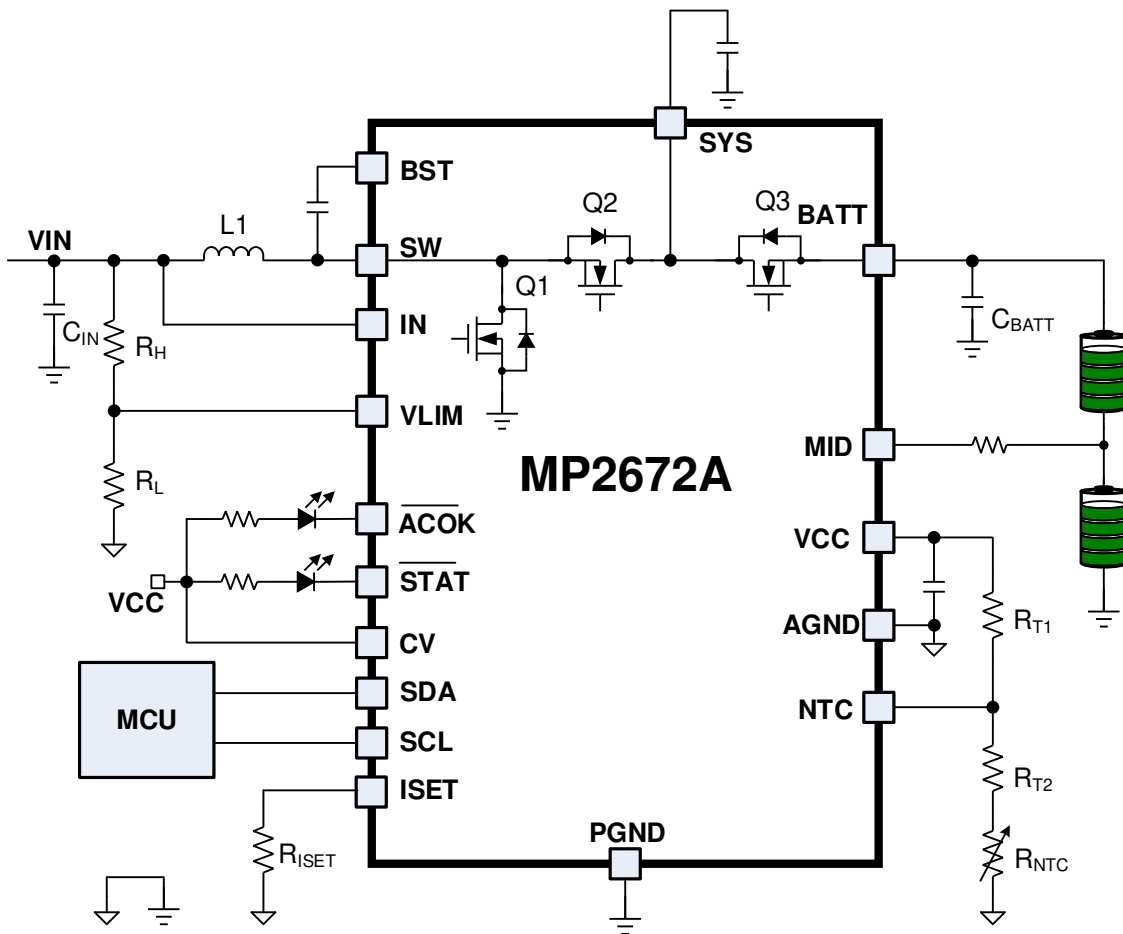 SYS
BST
Q2
Q3
BATT
VIN
L1
SW
Q1
C_IN
R_H
IN
C_BATT
VLIM
MID
MP2672A
R_L
ACOK
VCC
STAT
VCC
AGND
R_T1
CV
SDA
MCU
NTC
SCL
R_T2
ISET
PGND
R_ISET
R_NTC